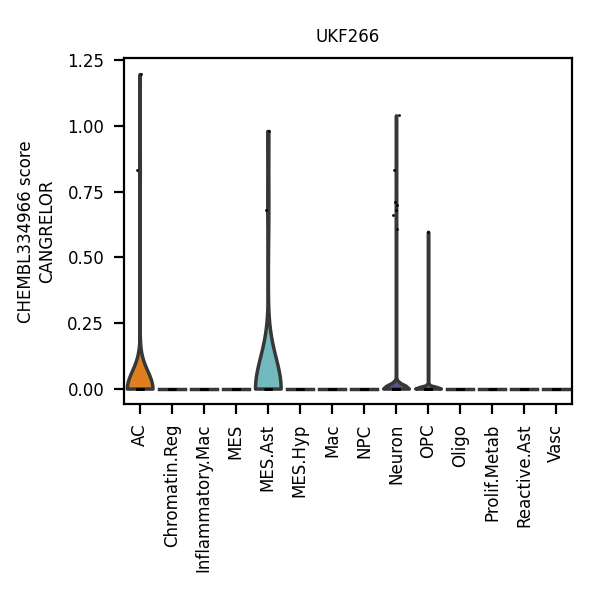 UKF266
CHEMBL334966 score
CANGRELOR
1.25
1.00
0.75
0.50
0.25
0.00
AC
Chromatin.Reg
Inflammatory.Mac
MES
MES.Ast
MES.Hyp
Mac
NPC
Neuron
OPC
Oligo
Prolif.Metab
Reactive.Ast
Vasc